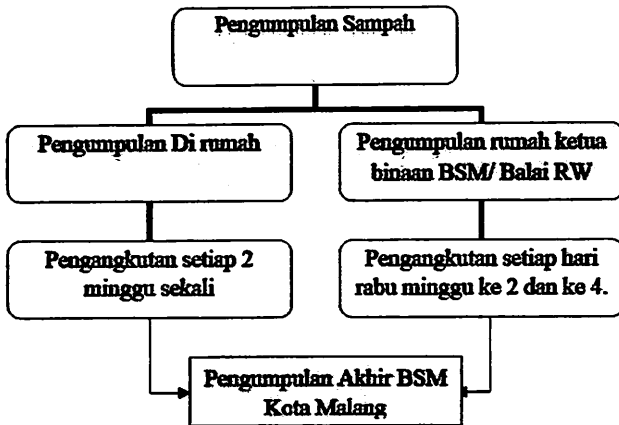 Pengumpulan Sampah
Pengumpulan Di rumah
Pengumpulan rumah ketua
binaan BSM/ Balai RW
Pengangkutan setiap 2
minggu sekali
Pengangkutan setiap hari
rabu minggu ke 2 dan ke 4.
Pengumpulan Akhir BSM
Kota Malang